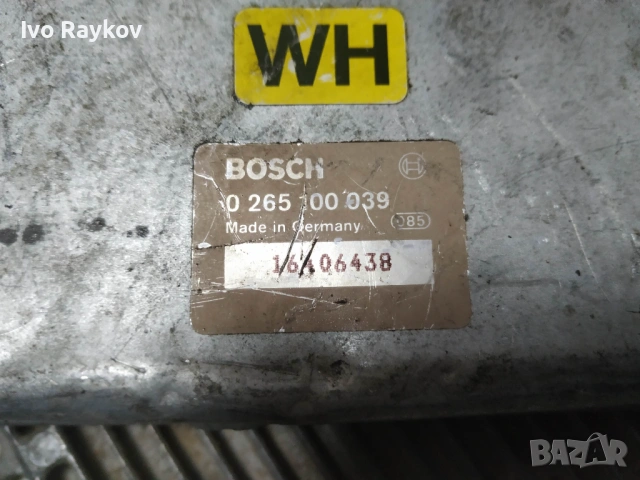 Ivo Raykov
WH
BOSCH
0 265 100 039
Made in Germany
085
16406438
BAZAR